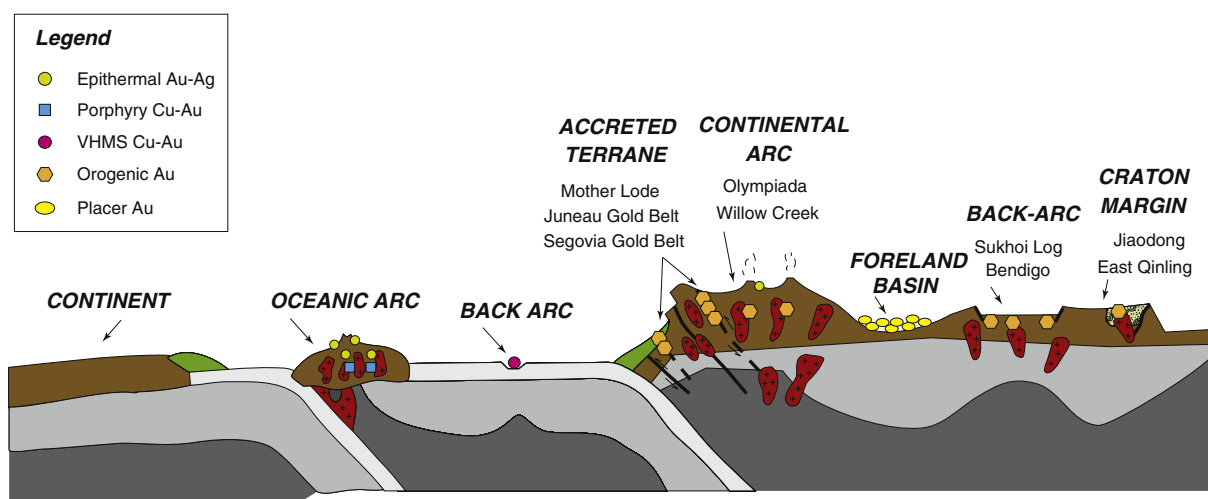 Legend
Epithermal Au-Ag
Porphyry Cu-Au
VHMS Cu-Au
Orogenic Au
Placer Au
CONTINENT
OCEANIC ARC
BACK ARC
ACCRETED
TERRANE
Mother Lode
Juneau Gold Belt
Segovia Gold Belt
CONTINENTAL
ARC
Olympiada
Willow Creek
FORELAND
BASIN
BACK-ARC
Sukhoi Log
Bendigo
CRATON
MARGIN
Jiaodong
East Qinling